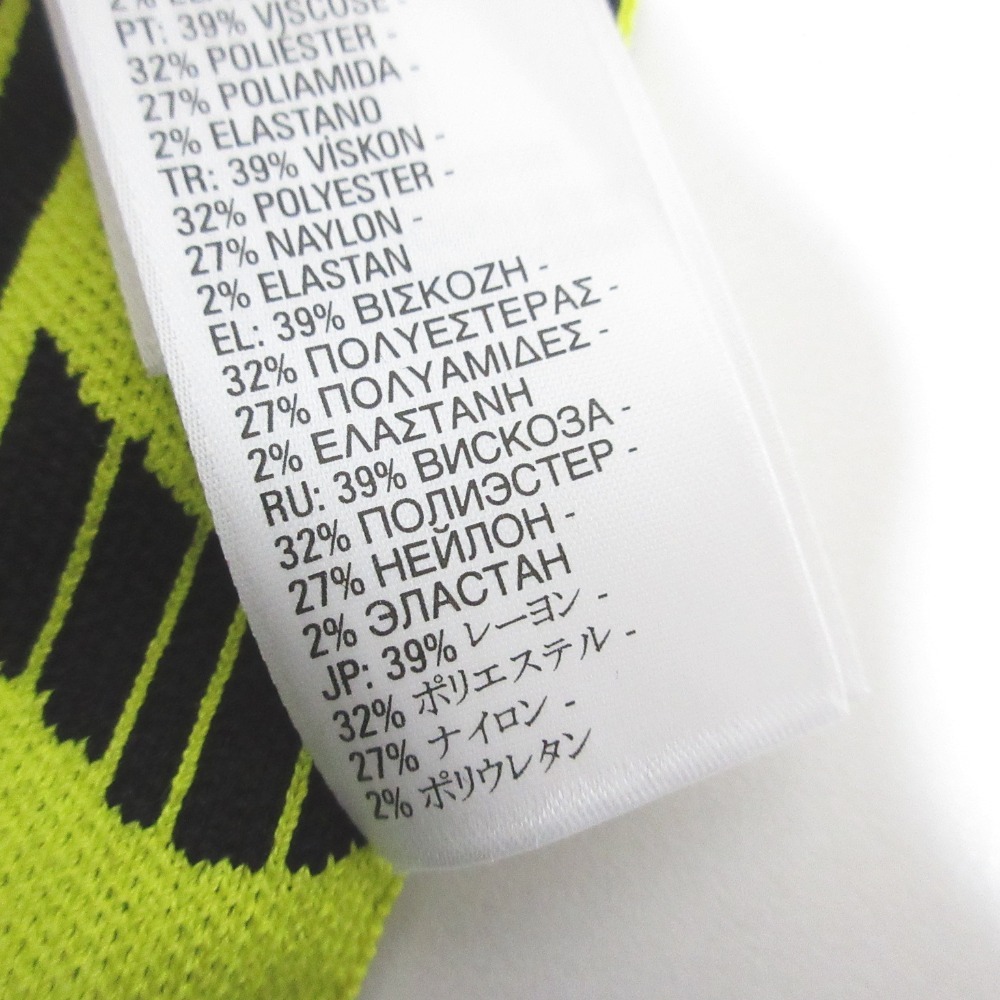 PT: 39% VISCOSE
32% POLIÉSTER -
27% POLIAMIDA -
2% ELASTANO
TR: 39% VİSKON -
32% POLYESTER -
27% NAYLON -
2% ELASTAN
EL: 39% ΒΙΣΚΟΖΗ -
32% ΠΟΛΥΕΣΤΕΡΑΣ -
27% ΠΟΛΥΑΜΙΔΕΣ -
2% ΕΛΑΣΤΑΝΗ
RU: 39% ВИСКОЗА -
32% ПОЛИЭСТЕР -
27% НЕЙЛОН -
2% ЭЛАСТАН
JP: 39% レーヨン -
32% ポリエステル -
27% ナイロン -
2% ポリウレタン